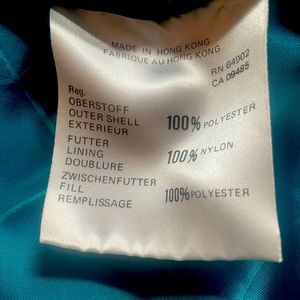 MADE IN HONG KONG
FABRIQUE AU HONG KONG
RN 64902
CA 09485
Reg.
OBERSTOFF
OUTER SHELL
EXTERIEUR
100% POLYESTER
FUTTER
LINING
DOUBLURE
100% NYLON
ZWISCHENFUTTER
FILL
REMPLISSAGE
100% POLYESTER